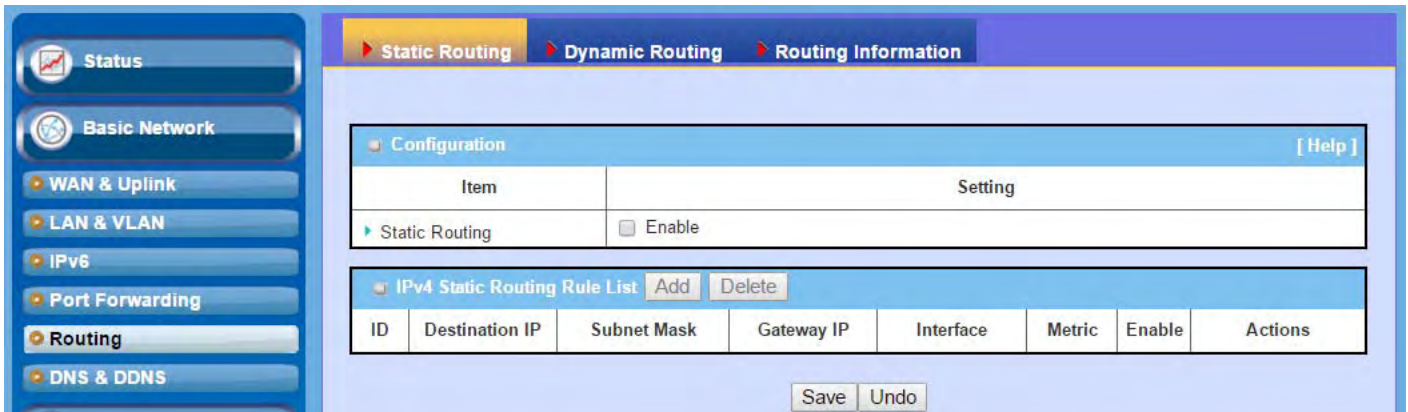 Status
Basic Network
WAN & Uplink
LAN & VLAN
IPv6
Port Forwarding
Routing
DNS & DDNS
Static Routing Dynamic Routing Routing Information
Configuration [ Help ]
Item Setting
Static Routing Enable
IPv4 Static Routing Rule List Add Delete
ID Destination IP Subnet Mask Gateway IP Interface Metric Enable Actions
Save Undo